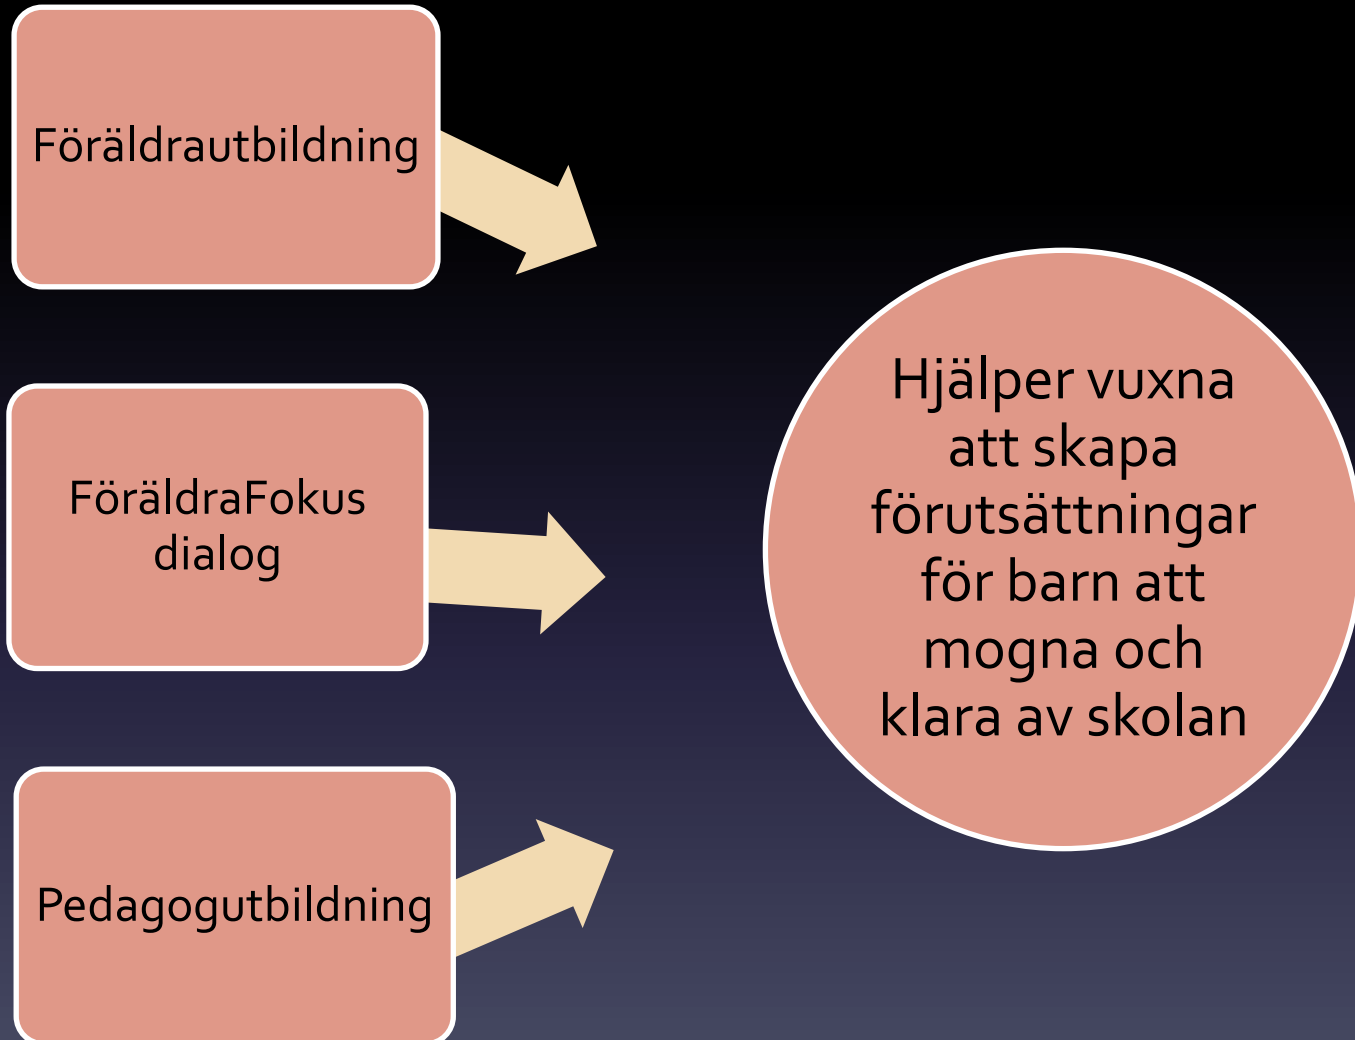 Föräldrautbildning
FöräldraFokus
dialog
Pedagogutbildning
Hjälper vuxna
att skapa
förutsättningar
för barn att
mogna och
klara av skolan